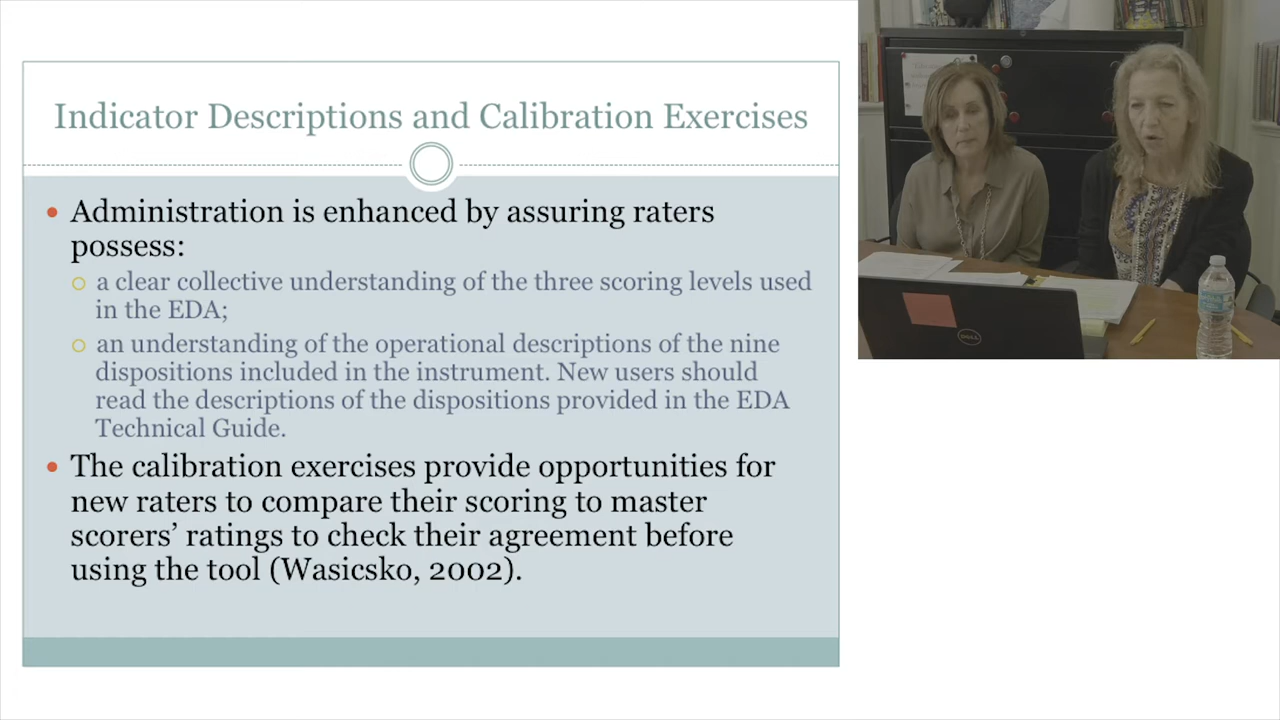 Indicator Descriptions and Calibration Exercises
Administration is enhanced by assuring raters
possess:
a clear collective understanding of the three scoring levels used
in the EDA;
an understanding of the operational descriptions of the nine
dispositions included in the instrument. New users should
read the descriptions of the dispositions provided in the EDA
Technical Guide.
The calibration exercises provide opportunities for
new raters to compare their scoring to master
scorers’ ratings to check their agreement before
using the tool (Wasicsko, 2002).
DELL